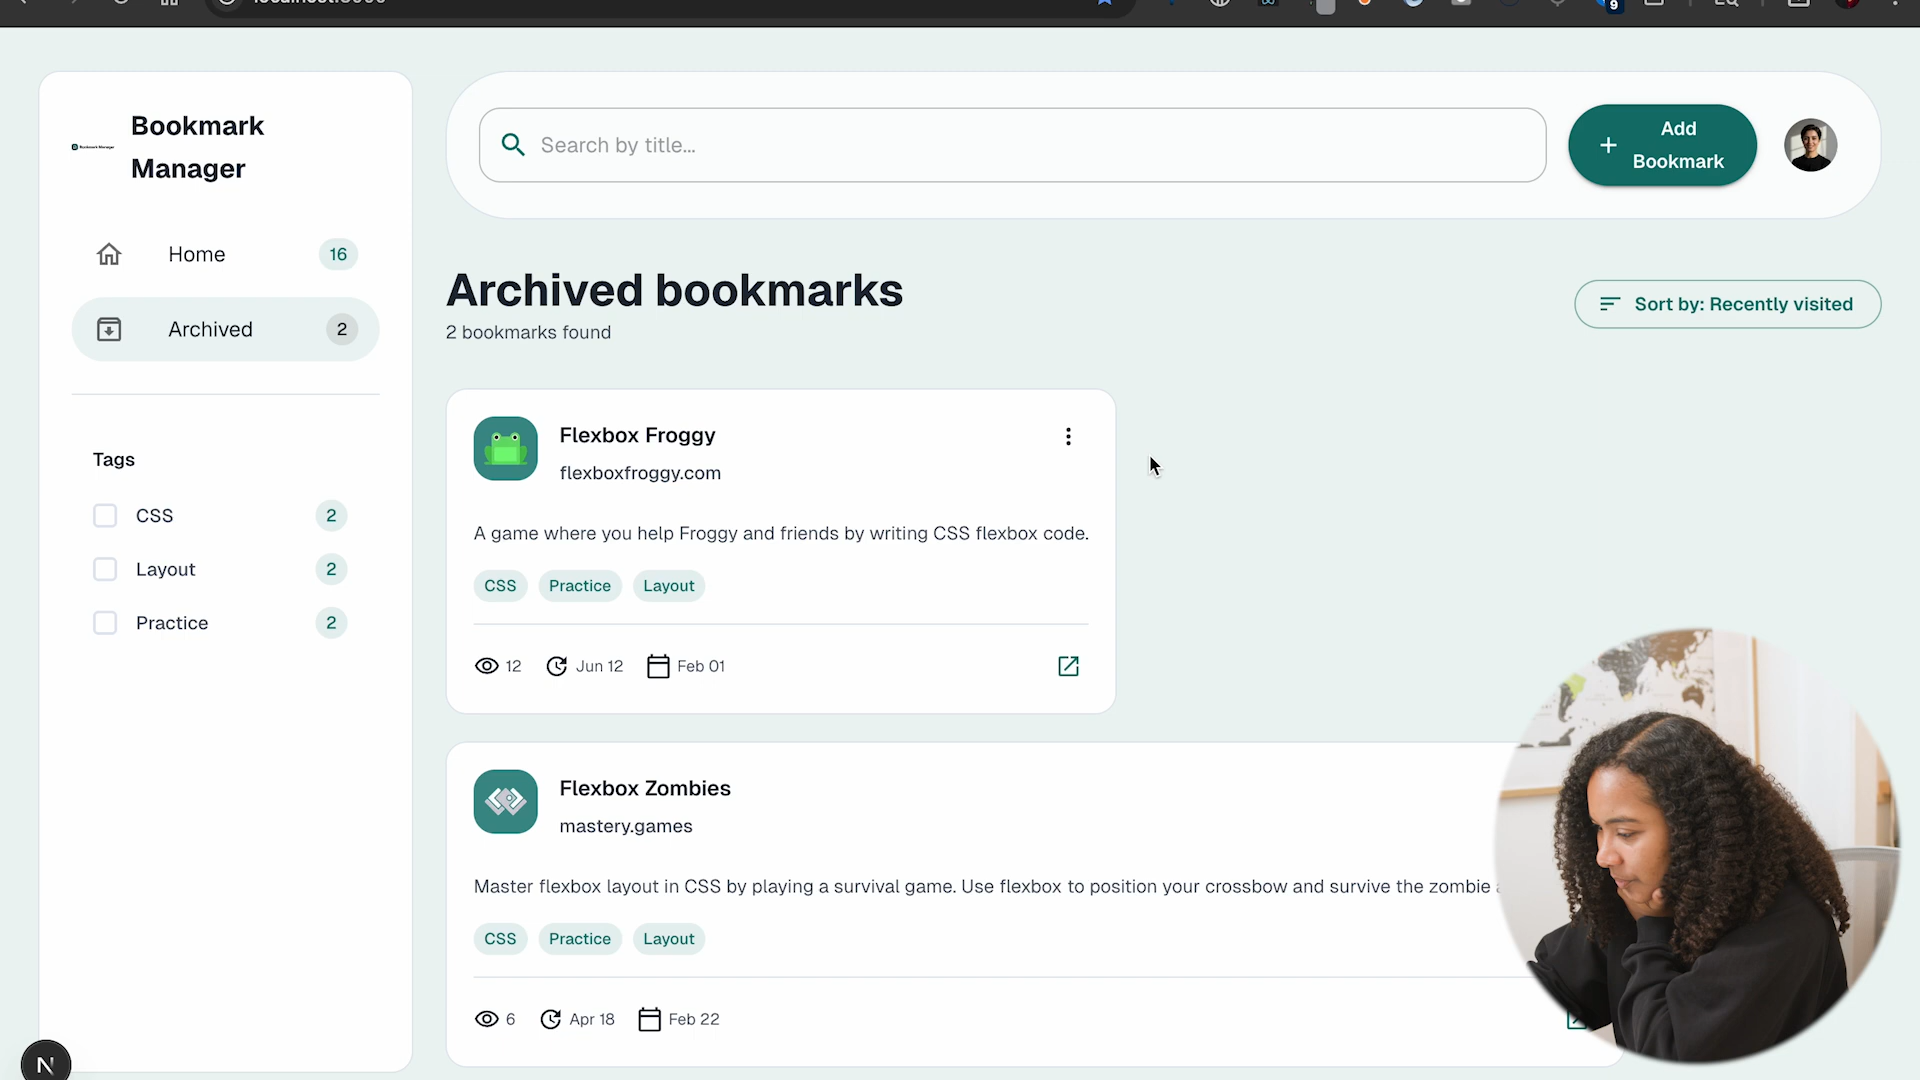 9
Bookmark
Manager
Bookmark Manager
Home 16
Archived 2
Tags
CSS 2
Layout 2
Practice 2
Search by title...
+ Add
Bookmark
Archived bookmarks
2 bookmarks found
Sort by: Recently visited
Flexbox Froggy
flexboxfroggy.com
A game where you help Froggy and friends by writing CSS flexbox code.
CSS Practice Layout
12 Jun 12 Feb 01
Flexbox Zombies
mastery.games
Master flexbox layout in CSS by playing a survival game. Use flexbox to position your crossbow and survive the zombie
CSS Practice Layout
6 Apr 18 Feb 22
N